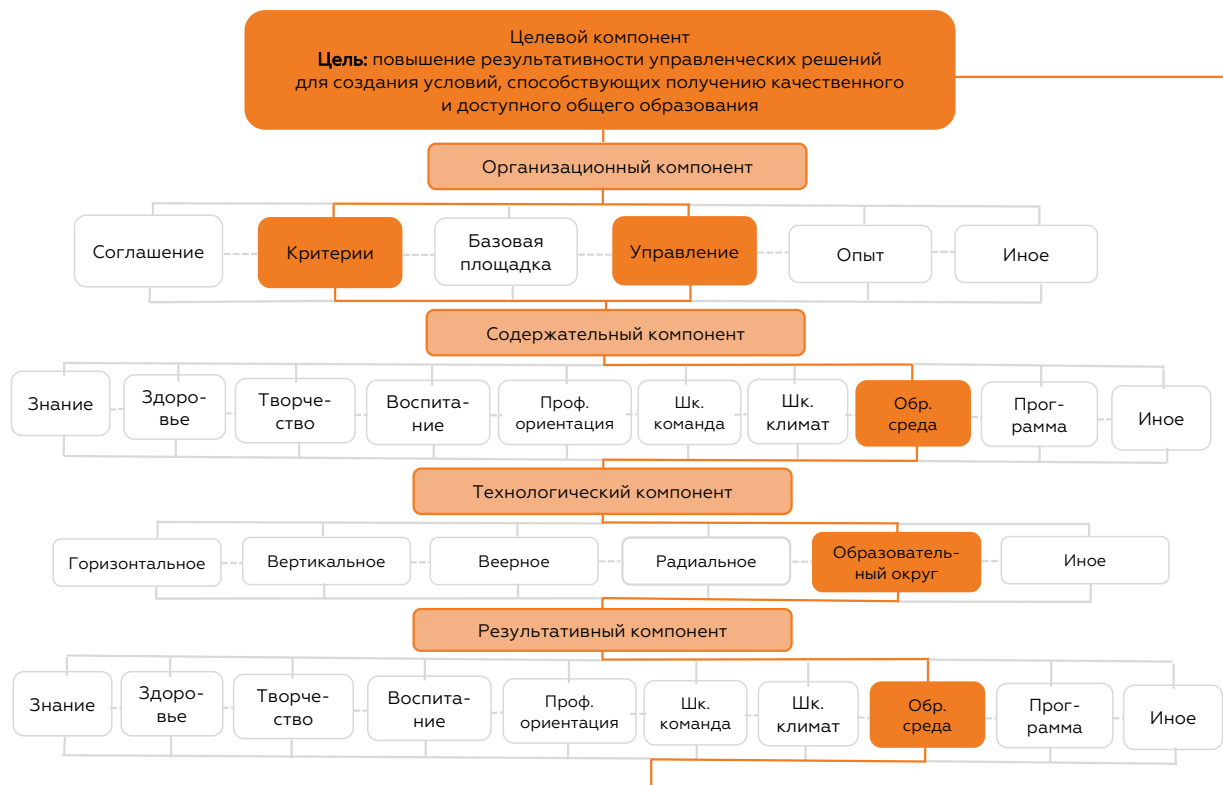 Целевой компонент
Цель: повышение результативности управленческих решений
для создания условий, способствующих получению качественного
и доступного общего образования
Организационный компонент
Соглашение
Критерии
Базовая
площадка
Управление
Опыт
Иное
Содержательный компонент
Знание
Здоро-
вье
Творче-
ство
Воспита-
ние
Проф.
ориентация
Шк.
команда
Шк.
климат
Обр.
среда
Прог-
рамма
Иное
Технологический компонент
Горизонтальное
Вертикальное
Веерное
Радиальное
Образователь-
ный округ
Иное
Результативный компонент
Знание
Здоро-
вье
Творче-
ство
Воспита-
ние
Проф.
ориентация
Шк.
команда
Шк.
климат
Обр.
среда
Прог-
рамма
Иное